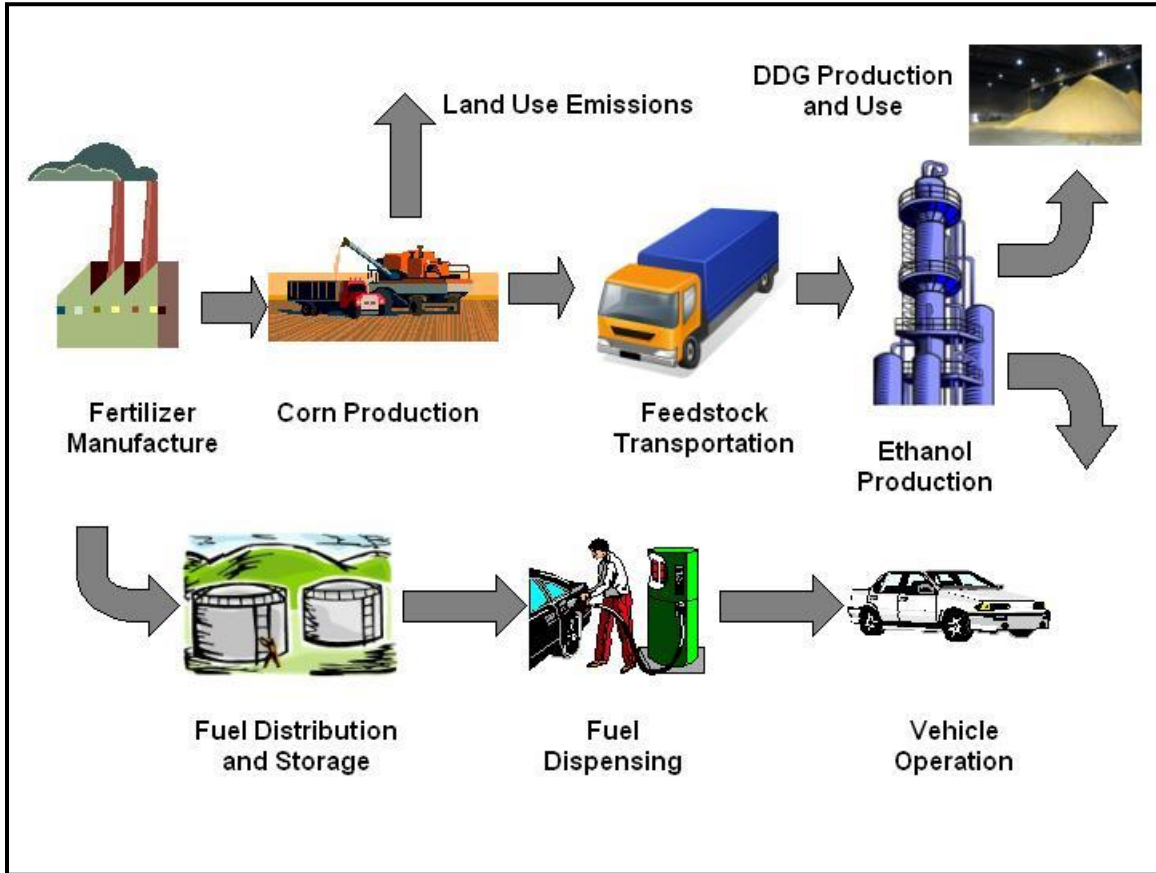 DDG Production
and Use
Land Use Emissions
Fertilizer
Manufacture
Corn Production
Feedstock
Transportation
Ethanol
Production
Fuel Distribution
and Storage
Fuel
Dispensing
Vehicle
Operation